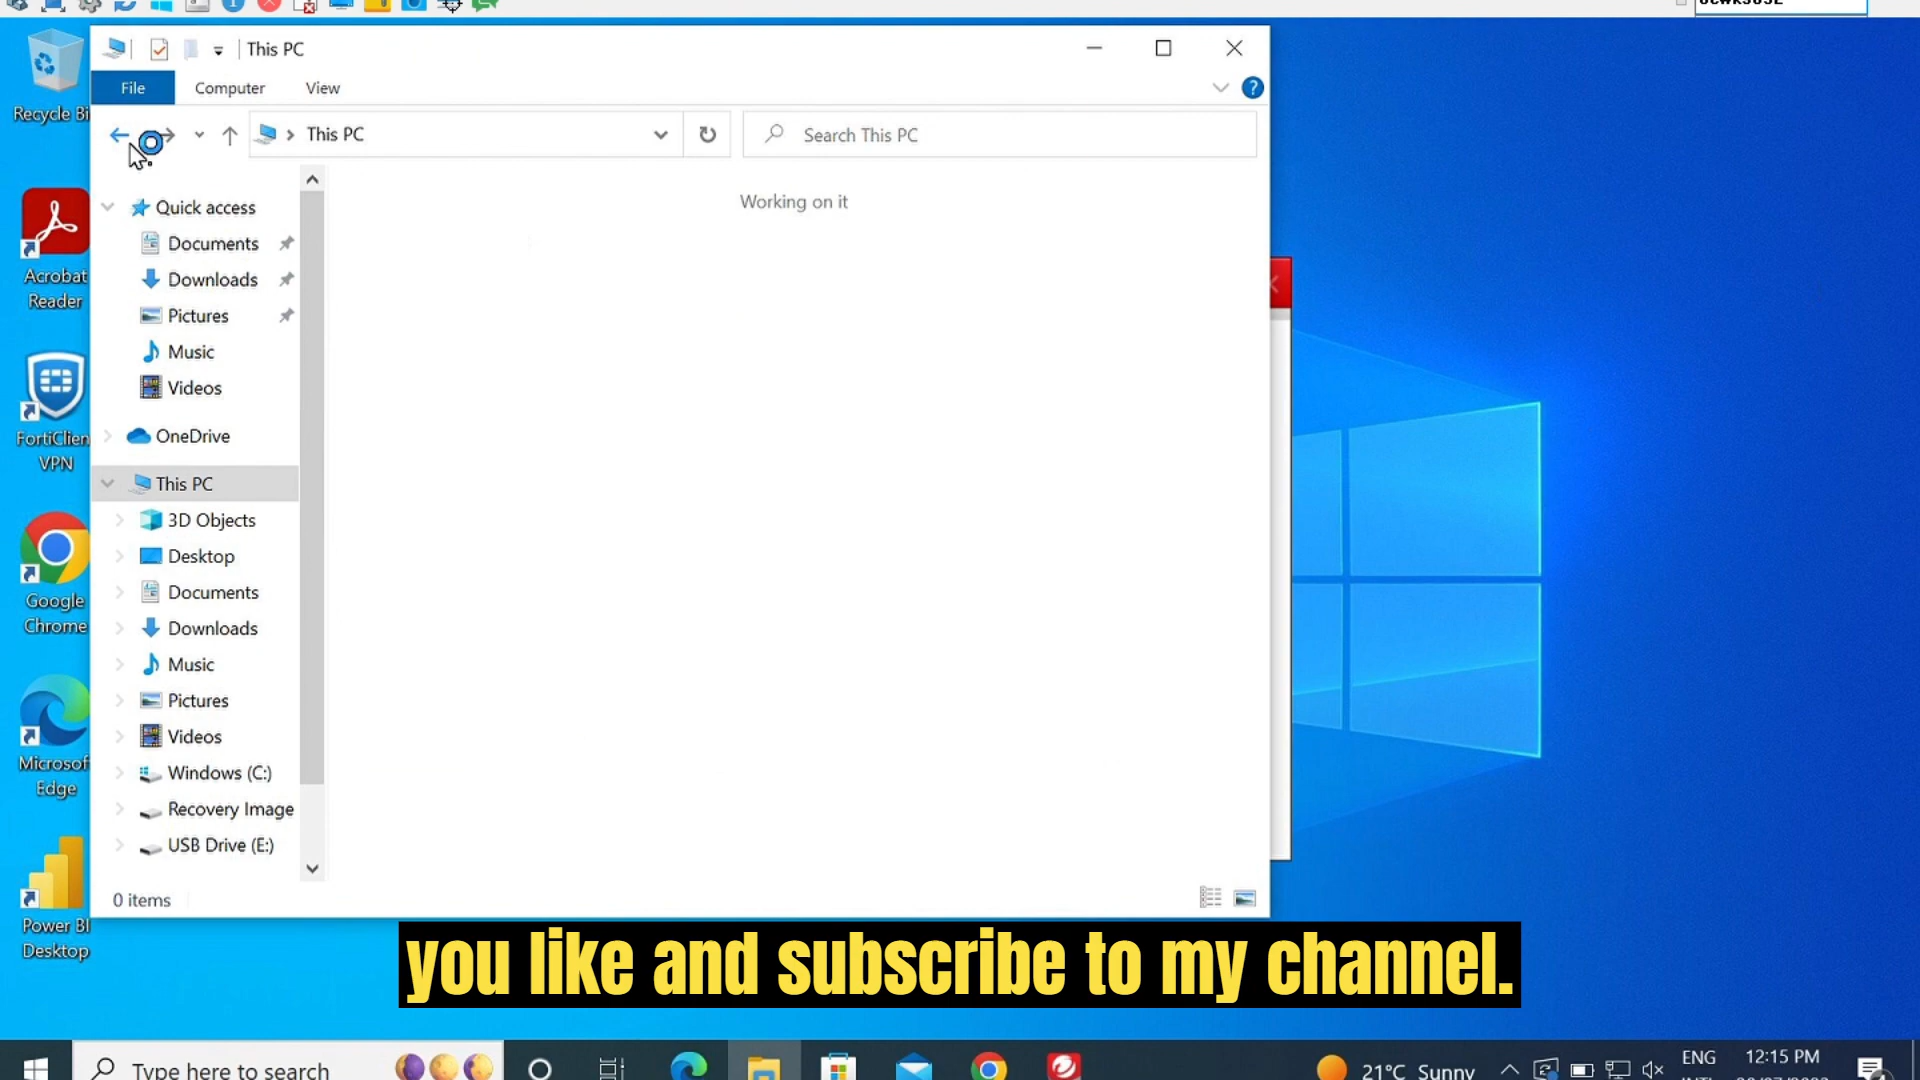 This PC
File
Computer
View
This PC
Search This PC
Working on it
Quick access
Documents
Downloads
Pictures
Music
Videos
OneDrive
This PC
3D Objects
Desktop
Documents
Downloads
Music
Pictures
Videos
Windows (C:)
Recovery Image
USB Drive (E:)
0 items
Recycle Bi
Acrobat
Reader
FortiClien
VPN
Google
Chrome
Microsof
Edge
Power BI
Desktop
you like and subscribe to my channel.
Type here to search
21°C Sunny
ENG
12:15 PM